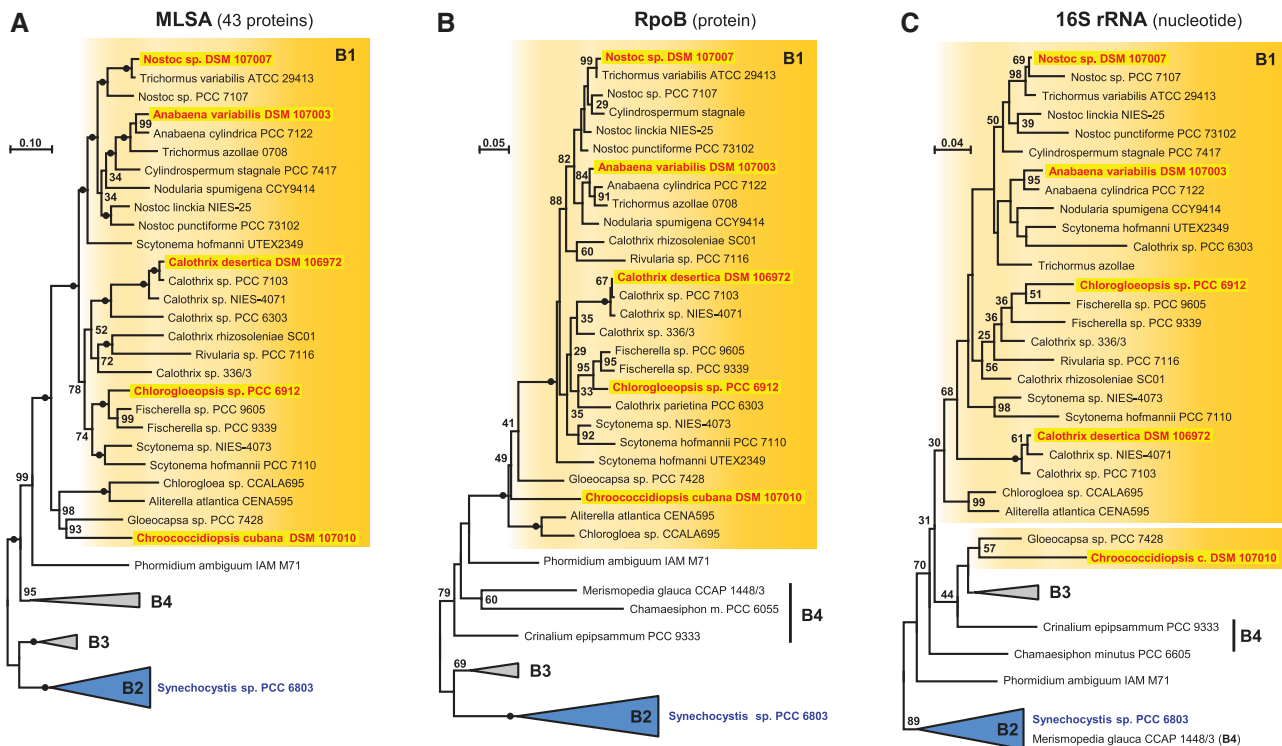 A
MLSA (43 proteins)
B1
Nostoc sp. DSM 107007
Trichormus variabilis ATCC 29413
Nostoc sp. PCC 7107
Anabaena variabilis DSM 107003
99
Anabaena cylindrica PCC 7122
0.10
Trichormus azollae 0708
Cylindrospermum stagnale PCC 7417
34
Nodularia spumigena CCY9414
34
Nostoc linckia NIES-25
Nostoc punctiforme PCC 73102
Scytonema hofmanni UTEX2349
Calothrix desertica DSM 106972
Calothrix sp. PCC 7103
Calothrix sp. NIES-4071
Calothrix sp. PCC 6303
52
Calothrix rhizosoleniae SC01
Rivularia sp. PCC 7116
72
Calothrix sp. 336/3
78
Chlorogloeopsis sp. PCC 6912
Fischerella sp. PCC 9605
99
Fischerella sp. PCC 9339
74
Scytonema sp. NIES-4073
Scytonema hofmannii PCC 7110
99
Chlorogloea sp. CCALA695
Aliterella atlantica CENA595
98
Gloeocapsa sp. PCC 7428
93
Chroococcidiopsis cubana DSM 107010
Phormidium ambiguum IAM M71
95
B4
B3
B2
Synechocystis sp. PCC 6803
B
RpoB (protein)
B1
99
Nostoc sp. DSM 107007
Trichormus variabilis ATCC 29413
Nostoc sp. PCC 7107
29
Cylindrospermum stagnale
Nostoc linckia NIES-25
0.05
Nostoc punctiforme PCC 73102
82
Anabaena variabilis DSM 107003
84
Anabaena cylindrica PCC 7122
91
Trichormus azollae 0708
88
Nodularia spumigena CCY9414
Calothrix rhizosoleniae SC01
60
Rivularia sp. PCC 7116
Calothrix desertica DSM 106972
67
Calothrix sp. PCC 7103
Calothrix sp. NIES-4071
35
Calothrix sp. 336/3
29
Fischerella sp. PCC 9605
95
95
Fischerella sp. PCC 9339
33
Chlorogloeopsis sp. PCC 6912
Calothrix parietina PCC 6303
35
Scytonema sp. NIES-4073
41
92
Scytonema hofmannii PCC 7110
49
Scytonema hofmanni UTEX2349
Gloeocapsa sp. PCC 7428
Chroococcidiopsis cubana DSM 107010
Aliterella atlantica CENA595
Chlorogloea sp. CCALA695
Phormidium ambiguum IAM M71
79
Merismopedia glauca CCAP 1448/3
60
Chamaesiphon m. PCC 6055
B4
Crinalium epipsammum PCC 9333
69
B3
B2
Synechocystis sp. PCC 6803
C
16S rRNA (nucleotide)
B1
69
Nostoc sp. DSM 107007
98
Nostoc sp. PCC 7107
Trichormus variabilis ATCC 29413
Nostoc linckia NIES-25
50
39
Nostoc punctiforme PCC 73102
0.04
Cylindrospermum stagnale PCC 7417
Anabaena variabilis DSM 107003
95
Anabaena cylindrica PCC 7122
Nodularia spumigena CCY9414
Scytonema hofmanni UTEX2349
Calothrix sp. PCC 6303
Trichormus azollae
Chlorogloeopsis sp. PCC 6912
51
36
Fischerella sp. PCC 9605
36
Fischerella sp. PCC 9339
25
Calothrix sp. 336/3
Rivularia sp. PCC 7116
56
Calothrix rhizosoleniae SC01
68
Scytonema sp. NIES-4073
98
Scytonema hofmannii PCC 7110
30
61
Calothrix desertica DSM 106972
Calothrix sp. NIES-4071
Calothrix sp. PCC 7103
Chlorogloea sp. CCALA695
99
Aliterella atlantica CENA595
31
Gloeocapsa sp. PCC 7428
57
Chroococcidiopsis c. DSM 107010
70
B3
44
Crinalium epipsammum PCC 9333
B4
Chamaesiphon minutus PCC 6605
Phormidium ambiguum IAM M71
89
B2
Synechocystis sp. PCC 6803
Merismopedia glauca CCAP 1448/3 (B4)